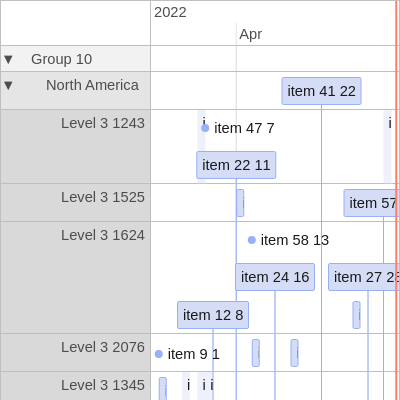 2022
Apr
▼ Group 10
▼ North America
item 41 22
Level 3 1243
i
item 47 7
i
item 22 11
Level 3 1525
i
item 57
Level 3 1624
item 58 13
item 24 16
item 27 28
item 12 8
i
Level 3 2076
item 9 1
i
i
Level 3 1345
i
i
i i